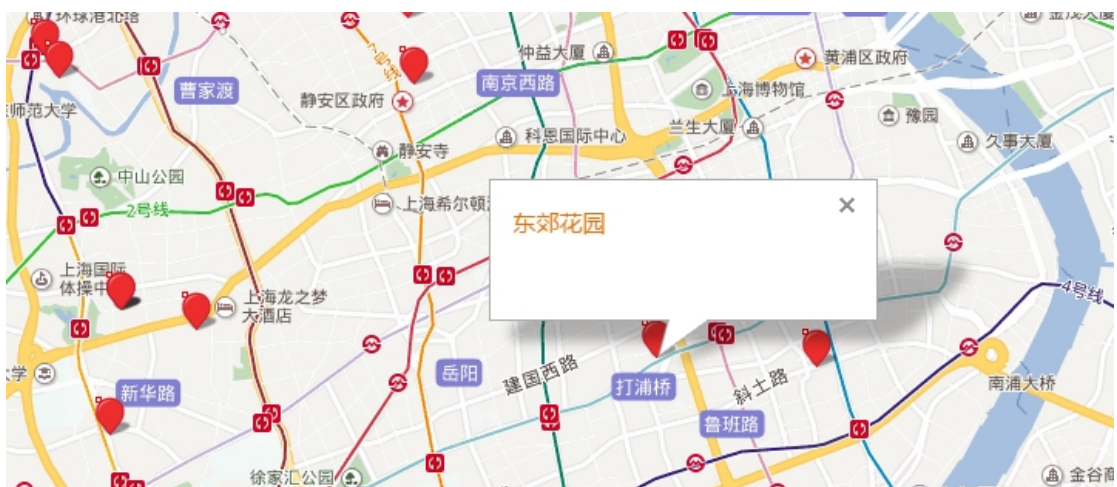 环球港北塔
仲益大厦
黄浦区政府
曹家渡
南京西路
静安区政府
上海博物馆
师范大学
科恩国际中心
兰生大厦
豫园
久事大厦
静安寺
中山公园
2号线
上海希尔顿
东郊花园
×
上海国际
体操中
上海龙之梦
大酒店
4号线
岳阳
建国西路
打浦桥
斜土路
南浦大桥
新华路
鲁班路
徐家汇公园
金谷商